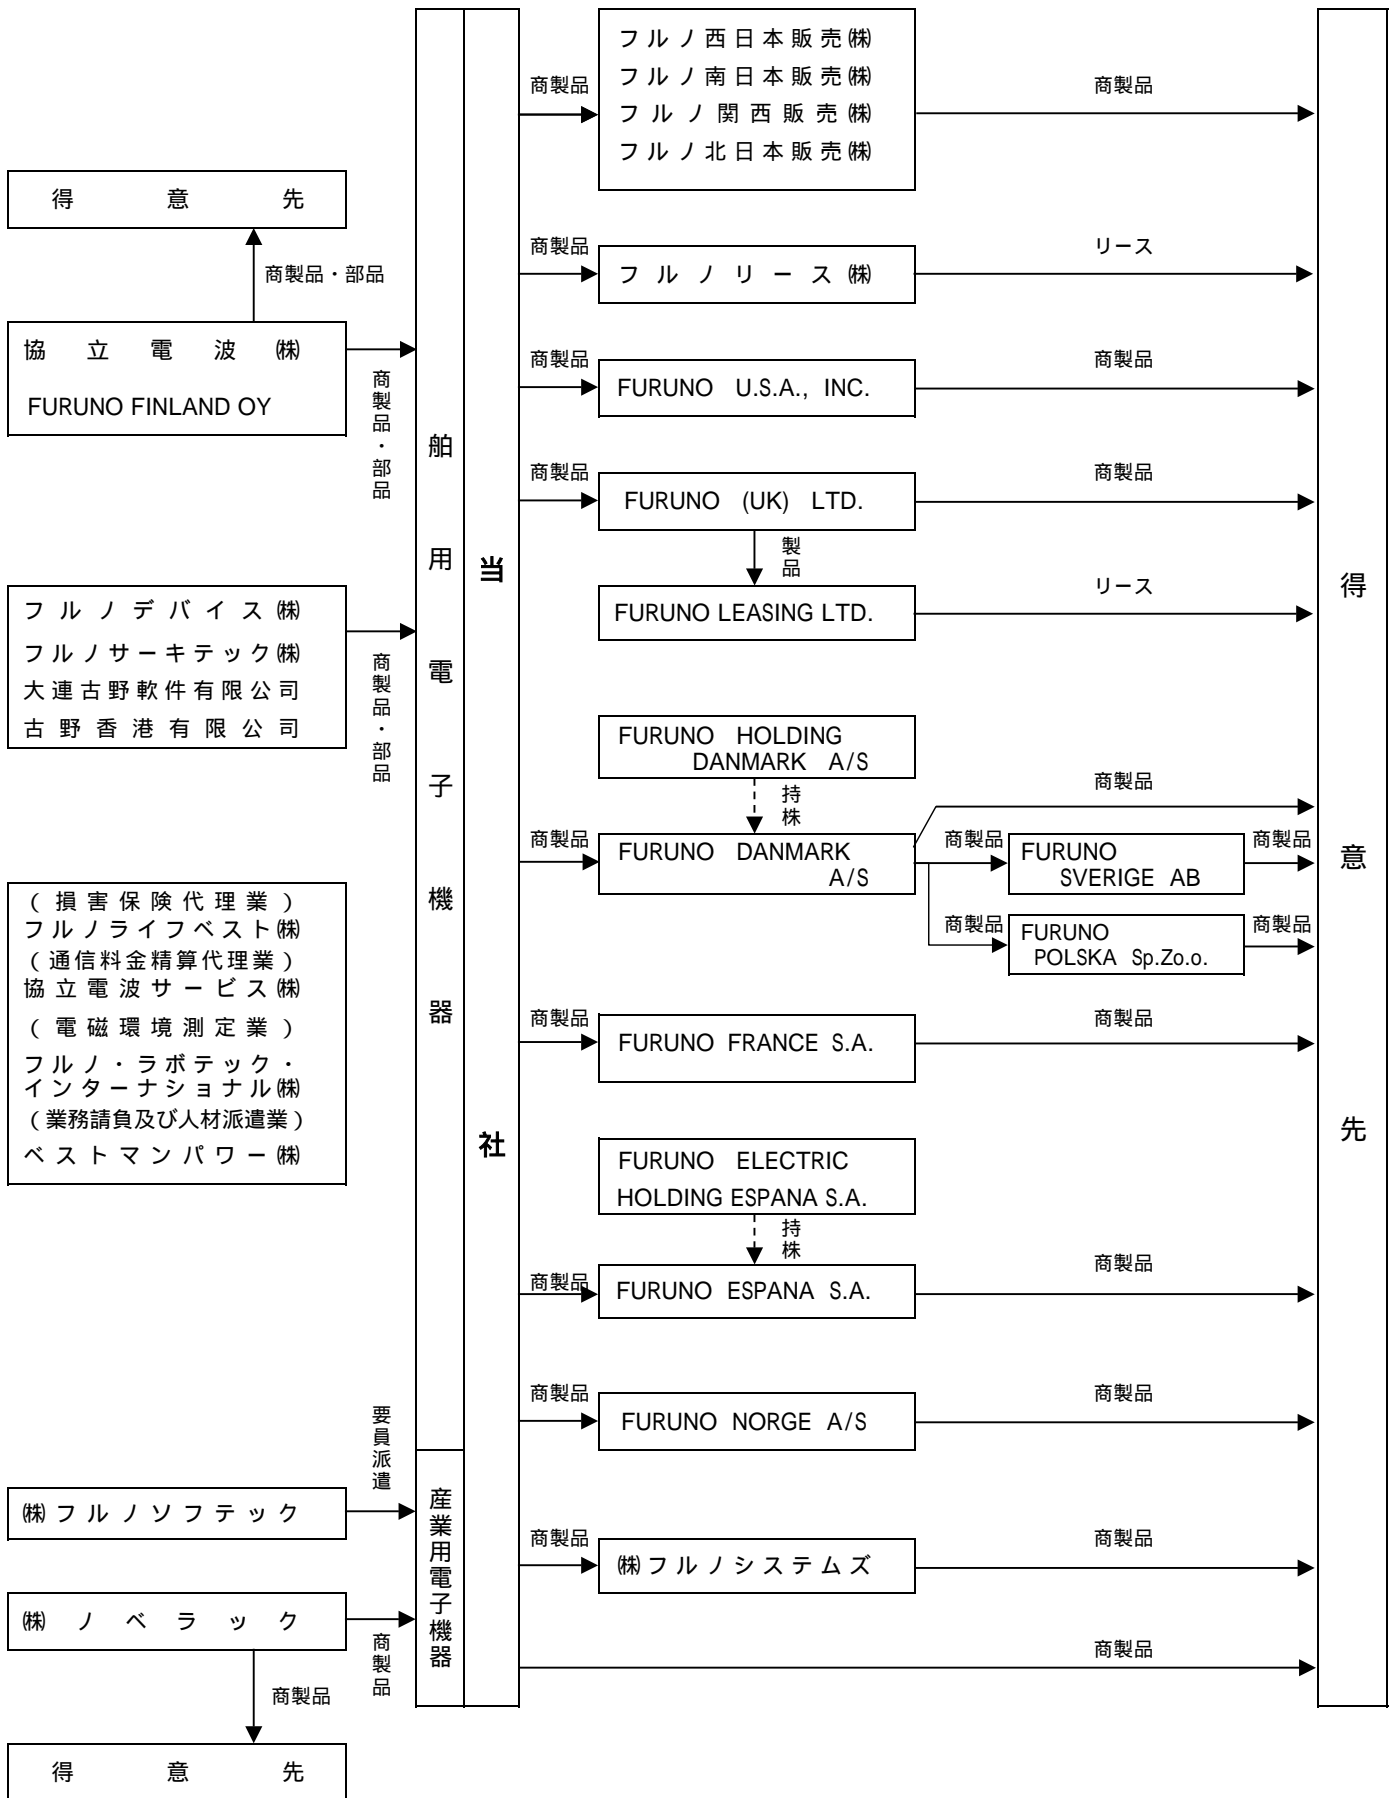 得意先
商製品・部品
協立電波㈱
FURUNO FINLAND OY
商製品・部品
フルノデバイス㈱
フルノサーキテック㈱
大連古野軟件有限公司
古野香港有限公司
商製品・部品
(損害保険代理業)
フルノライフベスト㈱
(通信料金精算代理業)
協立電波サービス㈱
(電磁環境測定業)
フルノ・ラボテック・
インターナショナル㈱
(業務請負及び人材派遣業)
ベストマンパワー㈱
要員派遣
㈱フルノソフテック
㈱ノベラック
商製品
商製品
得意先
舶用電子機器
産業用電子機器
当社
商製品
フルノ西日本販売㈱
フルノ南日本販売㈱
フルノ関西販売㈱
フルノ北日本販売㈱
商製品
商製品
フルノリース㈱
リース
商製品
FURUNO U.S.A., INC.
商製品
商製品
FURUNO (UK) LTD.
商製品
製品
FURUNO LEASING LTD.
リース
FURUNO HOLDING
DANMARK A/S
持株
商製品
FURUNO DANMARK
A/S
商製品
商製品
FURUNO
SVERIGE AB
商製品
商製品
FURUNO
POLSKA Sp.Zo.o.
商製品
商製品
FURUNO FRANCE S.A.
商製品
FURUNO ELECTRIC
HOLDING ESPANA S.A.
持株
商製品
FURUNO ESPANA S.A.
商製品
商製品
FURUNO NORGE A/S
商製品
商製品
㈱フルノシステムズ
商製品
商製品
得意先